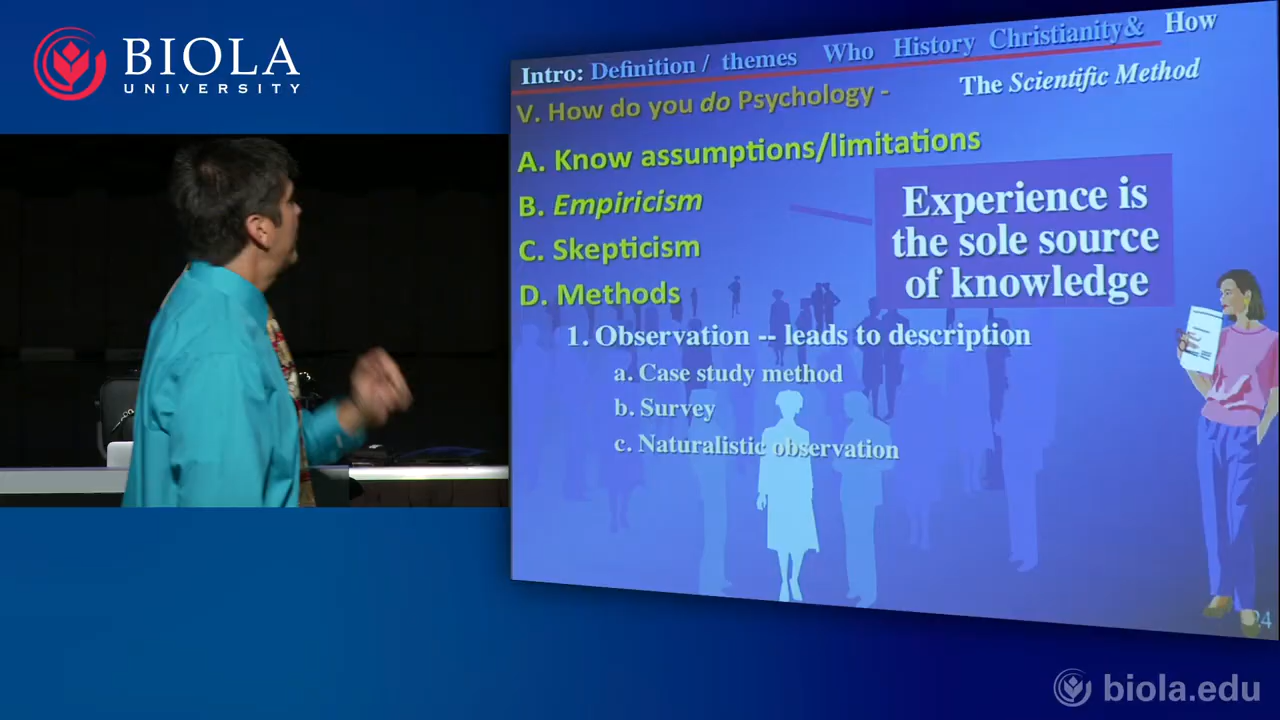 BIOLA
UNIVERSITY
Intro: Definition / themes Who History Christianity& How
V. How do you do Psychology - The Scientific Method
A. Know assumptions/limitations
B. Empiricism
C. Skepticism
D. Methods
Experience is
the sole source
of knowledge
1. Observation -- leads to description
a. Case study method
b. Survey
c. Naturalistic observation
24
biola.edu